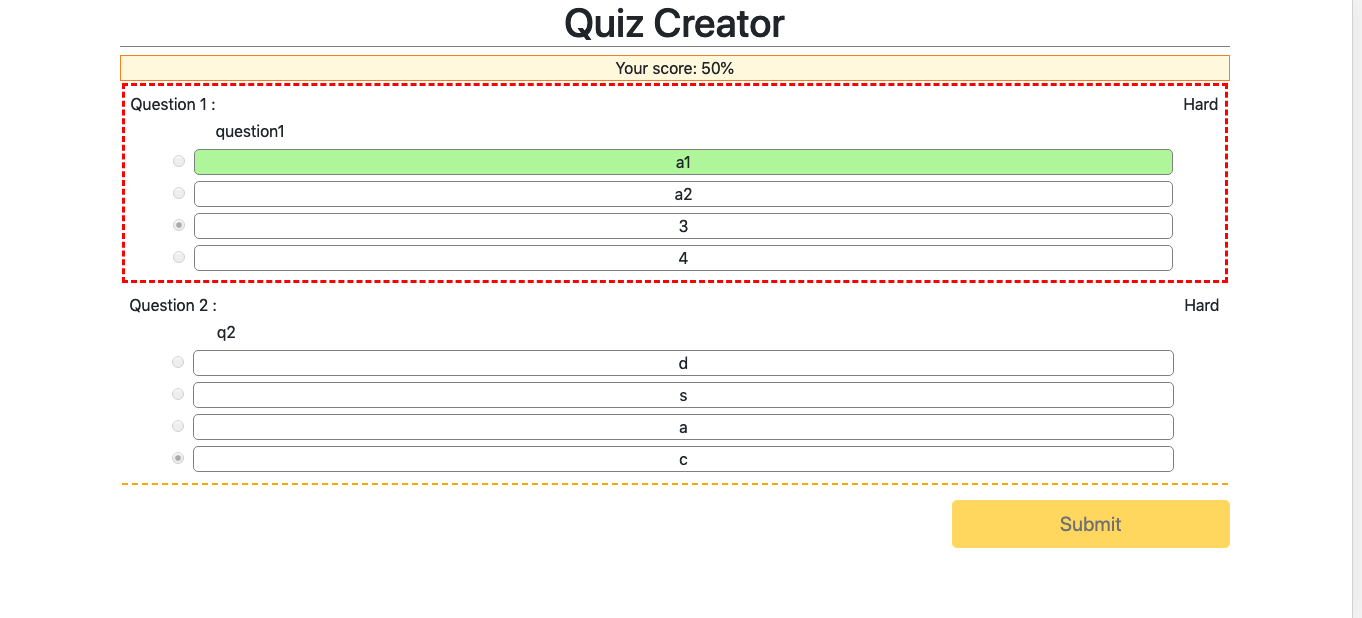 Quiz Creator
Your score: 50%
Question 1 : Hard
question1
a1
a2
3
4
Question 2 : Hard
q2
d
s
a
c
Submit